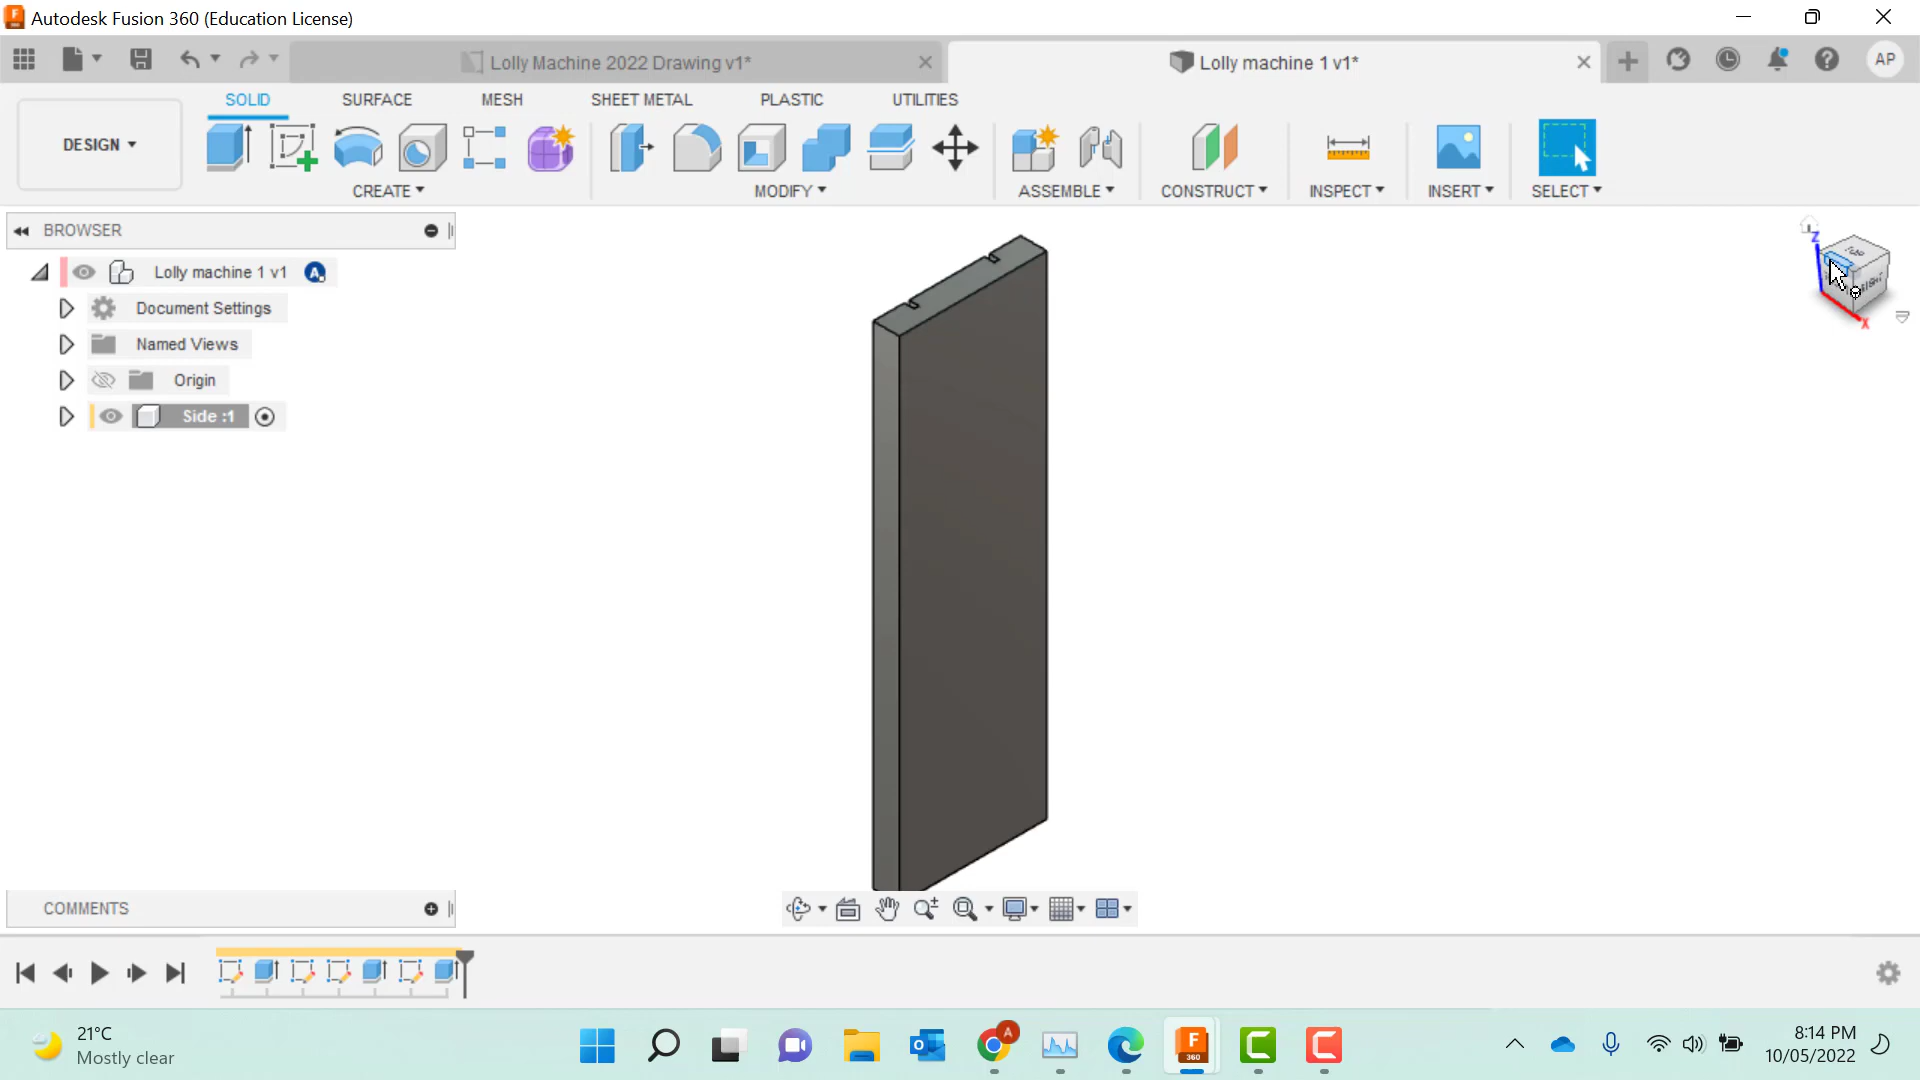 Autodesk Fusion 360 (Education License)
Lolly Machine 2022 Drawing v1*
Lolly machine 1 v1*
AP
SOLID
SURFACE
MESH
SHEET METAL
PLASTIC
UTILITIES
DESIGN
CREATE
MODIFY
ASSEMBLE
CONSTRUCT
INSPECT
INSERT
SELECT
BROWSER
Lolly machine 1 v1
Document Settings
Named Views
Origin
Side :1
Z
TOP
X
COMMENTS
21°C
Mostly clear
A
F
360
8:14 PM
10/05/2022